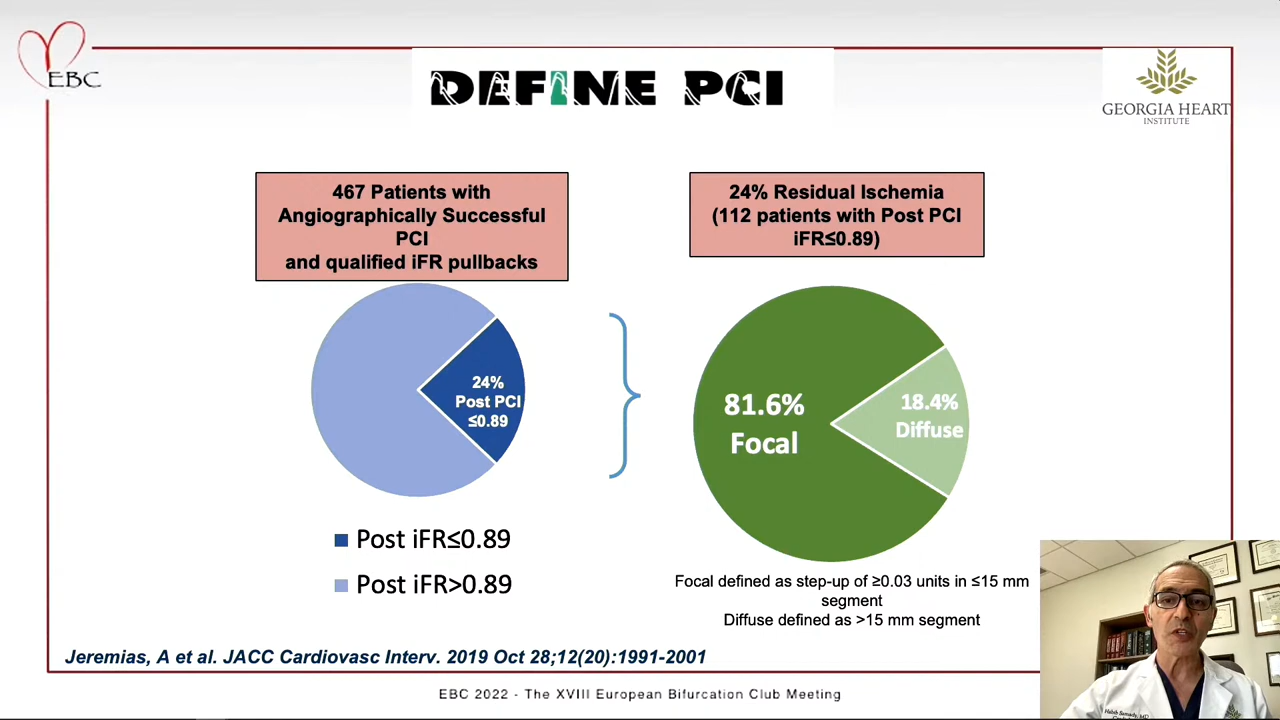 EBC
DEFINE PCI
GEORGIA HEART
INSTITUTE
467 Patients with
Angiographically Successful
PCI
and qualified iFR pullbacks
24% Residual Ischemia
(112 patients with Post PCI
iFR≤0.89)
24%
Post PCI
≤0.89
81.6%
Focal
18.4%
Diffuse
Post iFR≤0.89
Post iFR>0.89
Focal defined as step-up of ≥0.03 units in ≤15 mm
segment
Diffuse defined as >15 mm segment
Jeremias, A et al. JACC Cardiovasc Interv. 2019 Oct 28;12(20):1991-2001
EBC 2022 - The XVIII European Bifurcation Club Meeting
Habib Samady, MD